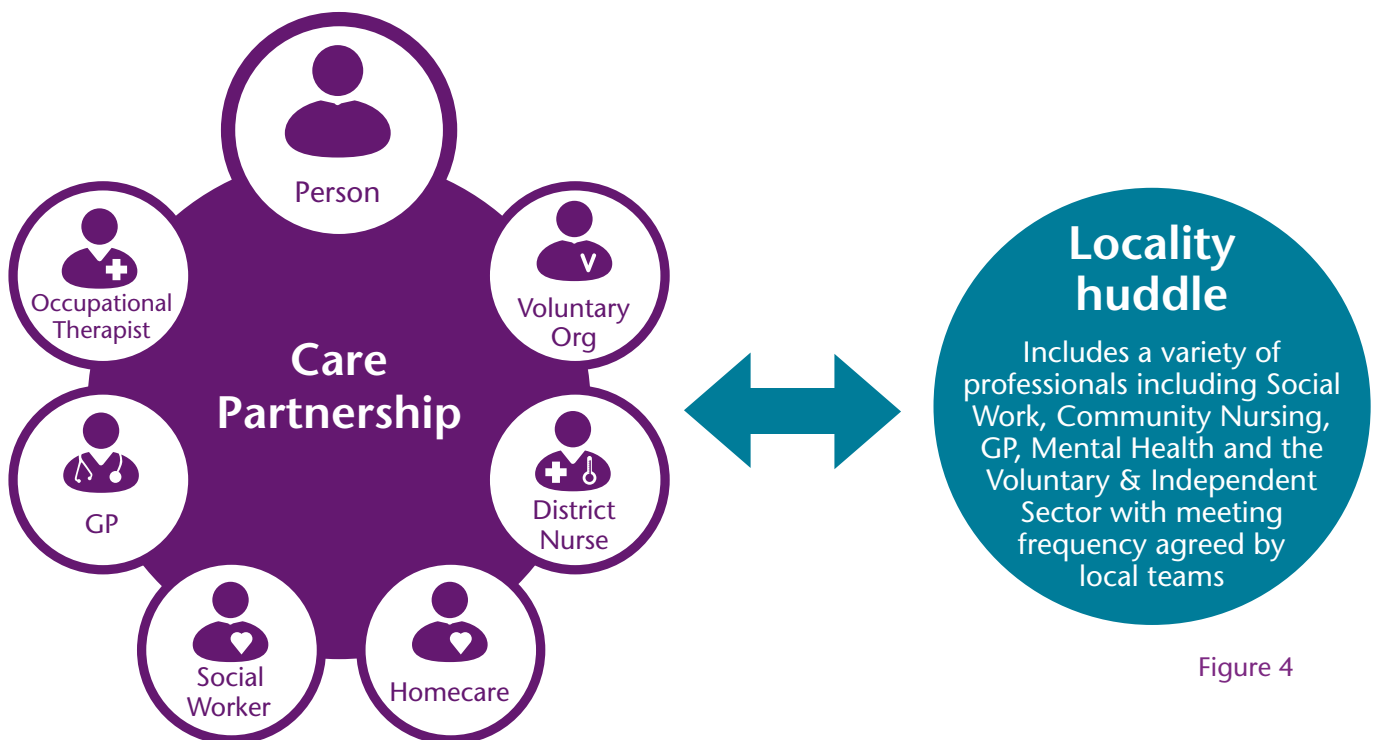 Person
Occupational
Therapist
Voluntary
Org
V
Care
Partnership
GP
District
Nurse
Social
Worker
Homecare
Locality
huddle
Includes a variety of
professionals including Social
Work, Community Nursing,
GP, Mental Health and the
Voluntary & Independent
Sector with meeting
frequency agreed by
local teams
Figure 4